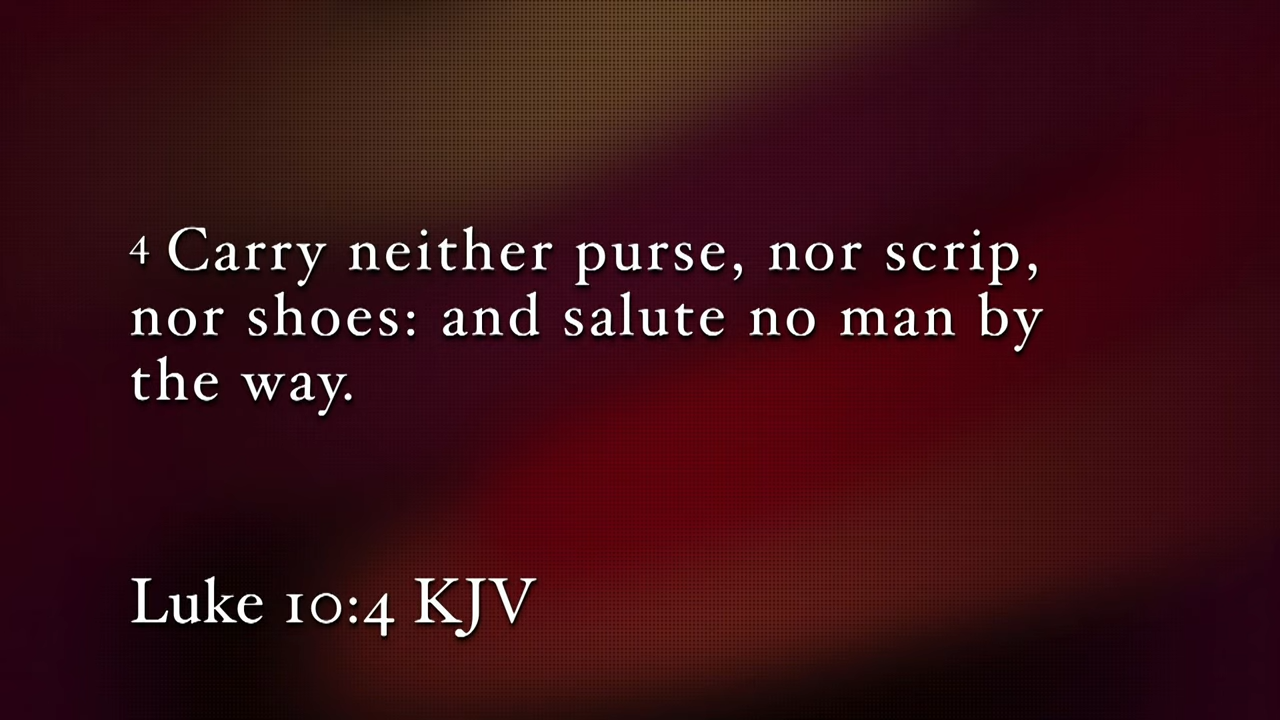 4 Carry neither purse, nor scrip,
nor shoes: and salute no man by
the way.
Luke 10:4 KJV